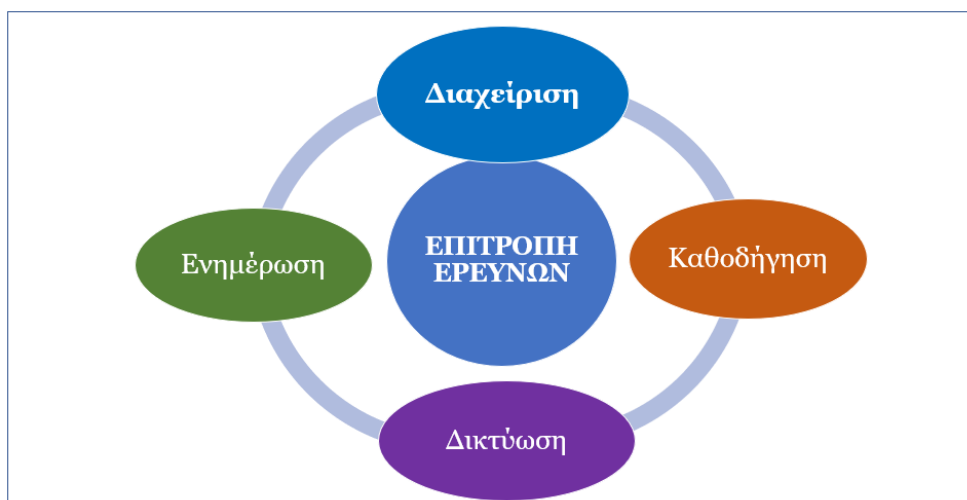 Διαχείριση
Ενημέρωση
ΕΠΙΤΡΟΠΗ
ΕΡΕΥΝΩΝ
Καθοδήγηση
Δικτύωση